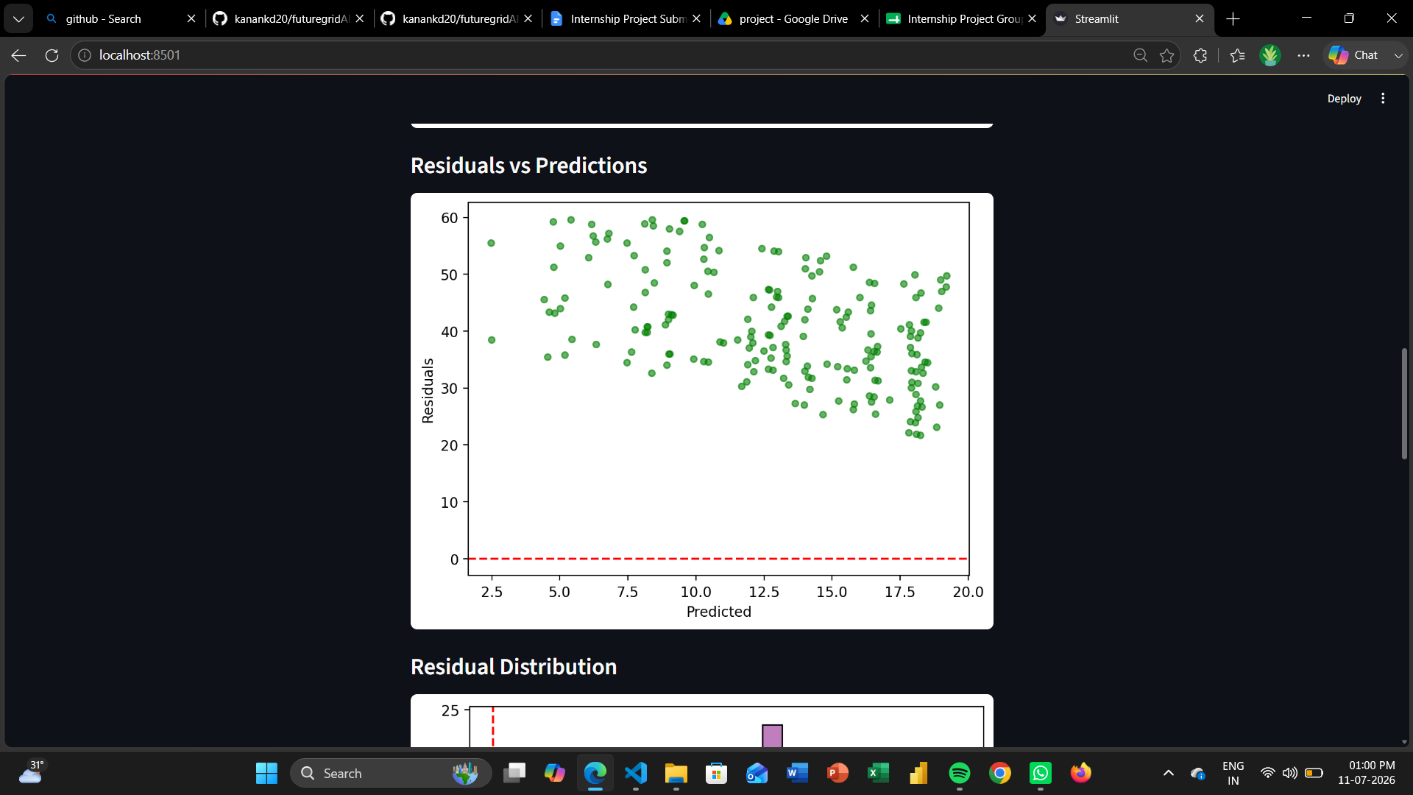 github - Search
kanankd20/futuregridAI
kanankd20/futuregridAI
Internship Project Subm
project - Google Drive
Internship Project Grou
Streamlit
localhost:8501
Chat
Deploy
Residuals vs Predictions
60
50
40
30
20
10
0
Residuals
2.5 5.0 7.5 10.0 12.5 15.0 17.5 20.0
Predicted
Residual Distribution
25
31°
Search
ENG
IN
01:00 PM
11-07-2026